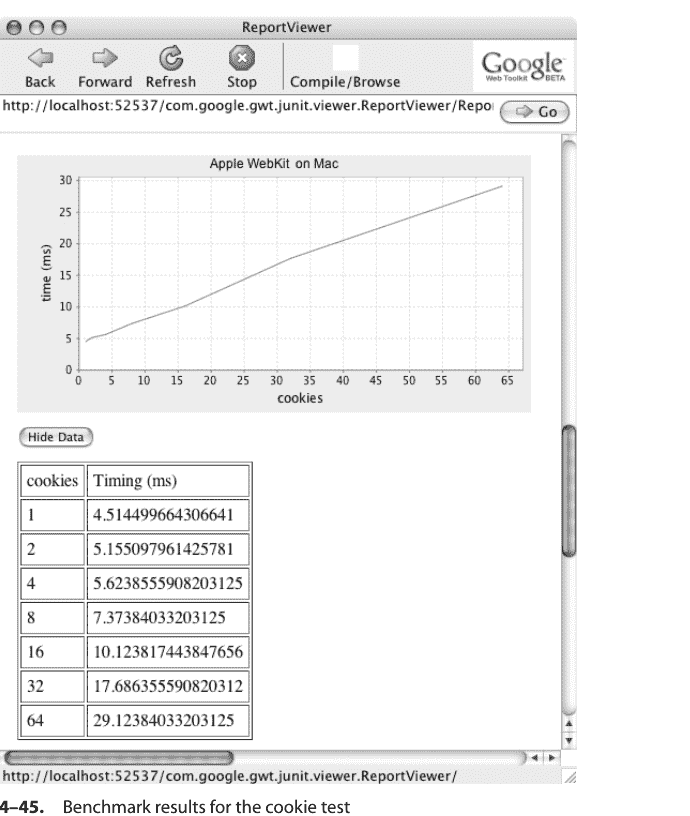 ReportViewer
Back Forward Refresh Stop Compile/Browse
Google
Web Toolkit BETA
http://localhost:52537/com.google.gwt.junit.viewer.ReportViewer/Repo Go
Apple WebKit on Mac
30
25
20
15
10
5
0
time (ms)
0 5 10 15 20 25 30 35 40 45 50 55 60 65
cookies
Hide Data
cookies Timing (ms)
1 4.514499664306641
2 5.155097961425781
4 5.6238555908203125
8 7.37384033203125
16 10.123817443847656
32 17.686355590820312
64 29.12384033203125
http://localhost:52537/com.google.gwt.junit.viewer.ReportViewer/
4–45. Benchmark results for the cookie test